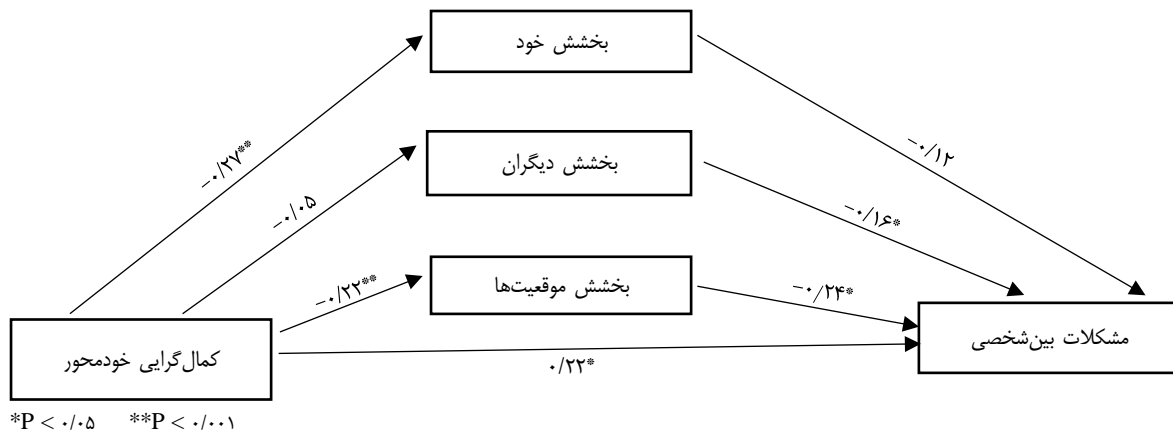 بخشش خود
-۰/۲۷**
-۰/۱۲
بخشش دیگران
-۰/۰۵
-۰/۱۶*
بخشش موقعیت‌ها
-۰/۲۲**
-۰/۲۴*
کمال‌گرایی خودمحور
مشکلات بین‌شخصی
۰/۲۲*
*P < ۰/۰۵ **P < ۰/۰۰۱